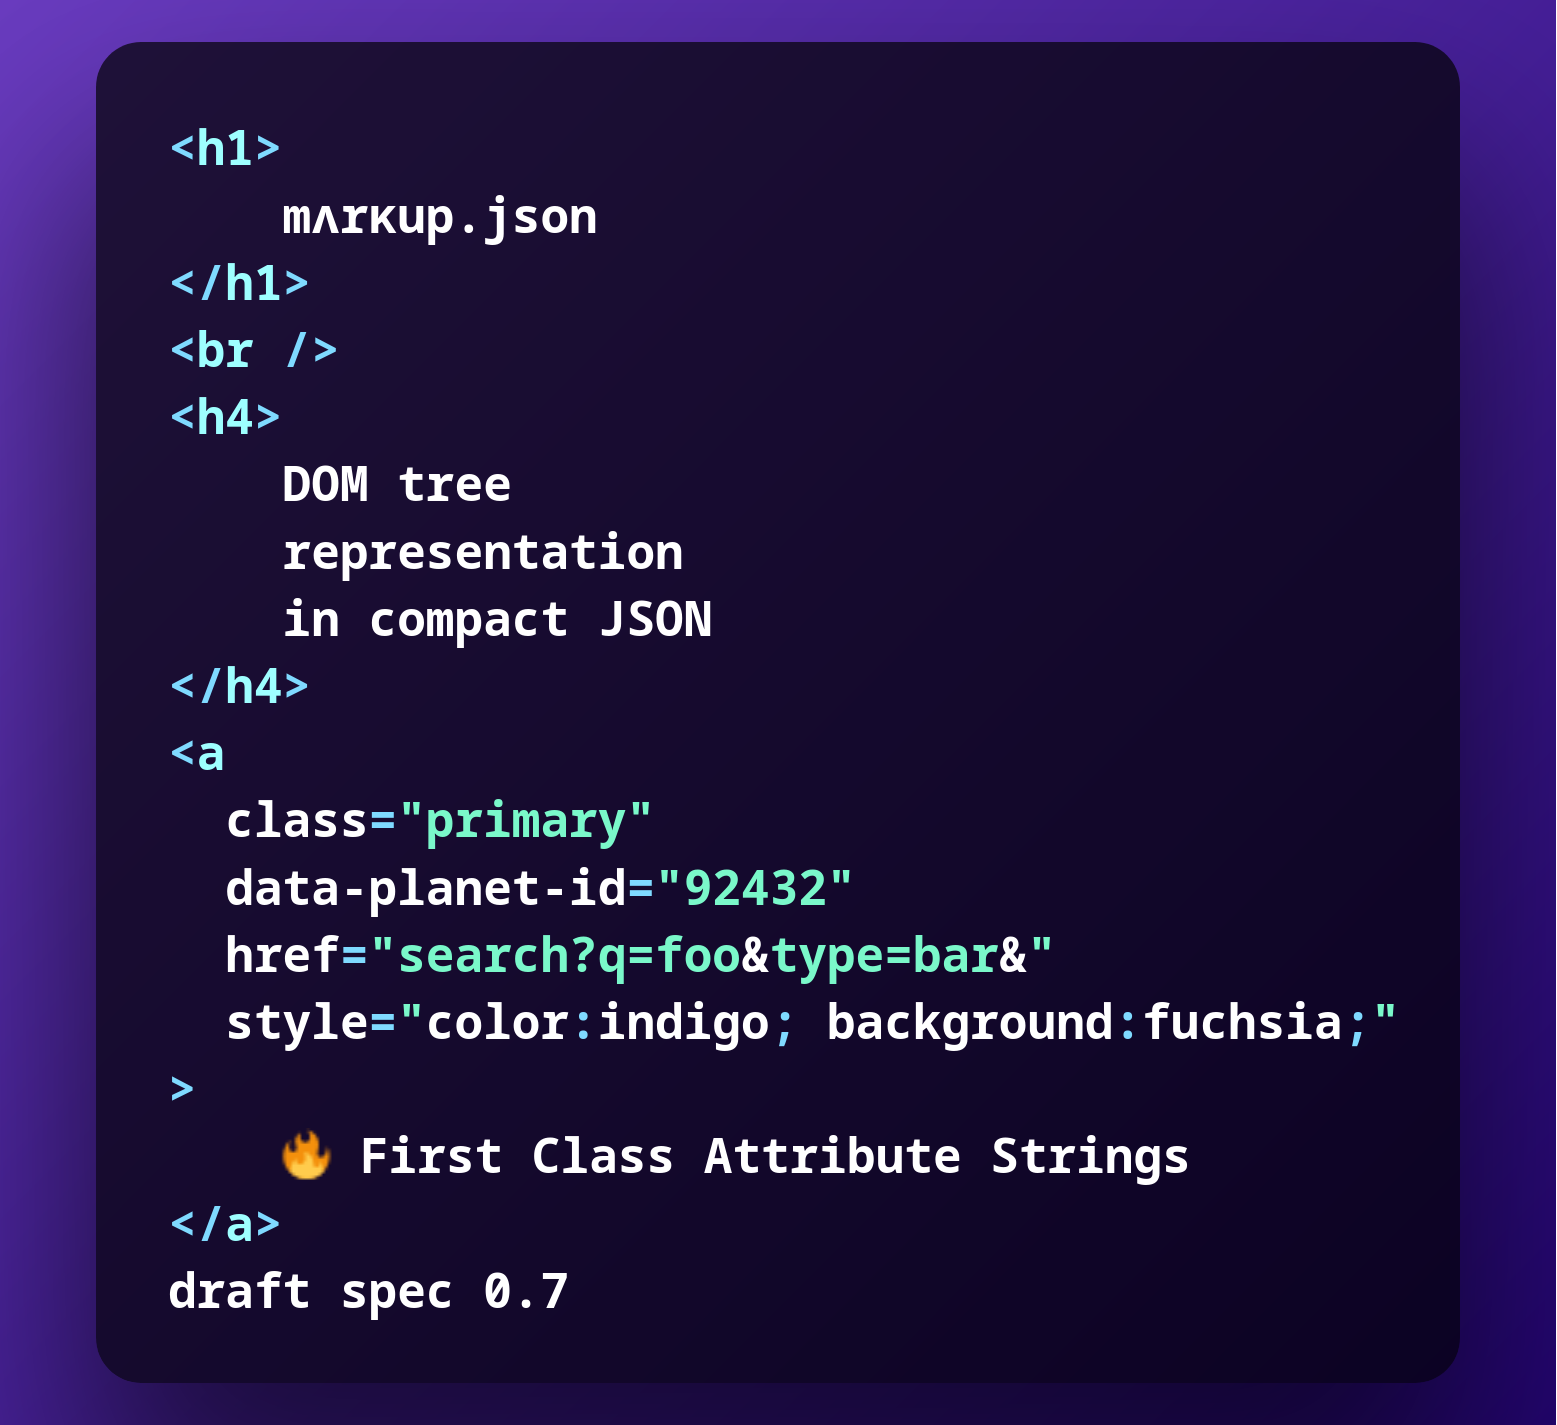 <h1>
mʌrĸup.json
</h1>
<br />
<h4>
DOM tree
representation
in compact JSON
</h4>
<a
class="primary"
data-planet-id="92432"
href="search?q=foo&type=bar&"
style="color:indigo; background:fuchsia;"
>
🔥 First Class Attribute Strings
</a>
draft spec 0.7